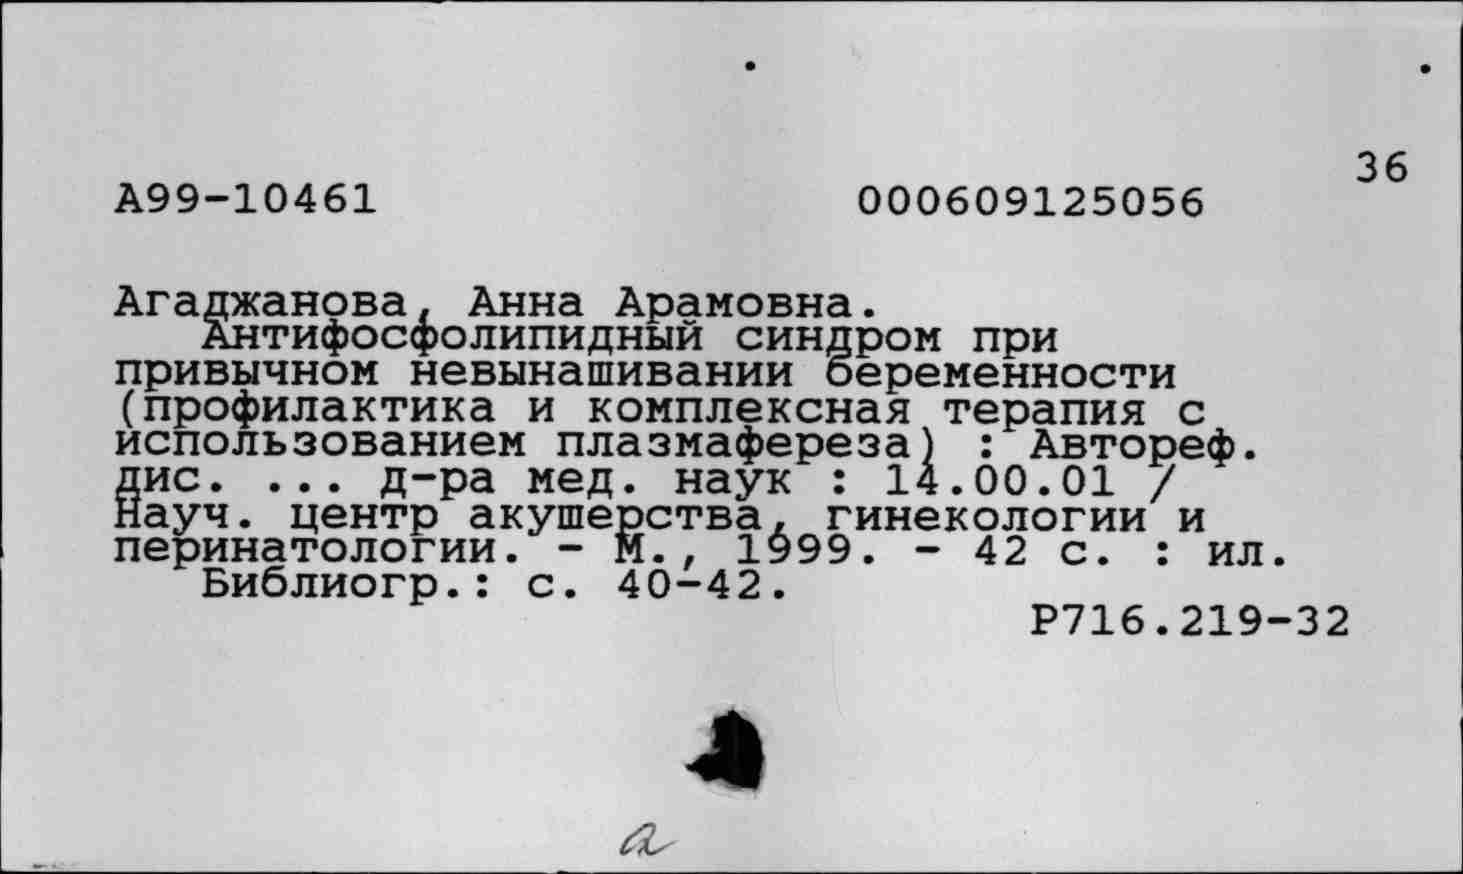 36
А99-10461 000609125056
Агаджанова, Анна Арамовна.
Антифосфолипидный синдром при
привычном невынашивании беременности
(профилактика и комплексная терапия с
использованием плазмафереза) : Автореф.
дис. ... д-ра мед. наук : 14.00.01 /
Науч. центр акушерства, гинекологии и
перинатологии. - М., 1999. - 42 с. : ил.
Библиогр.: с. 40-42.
Р716.219-32
а